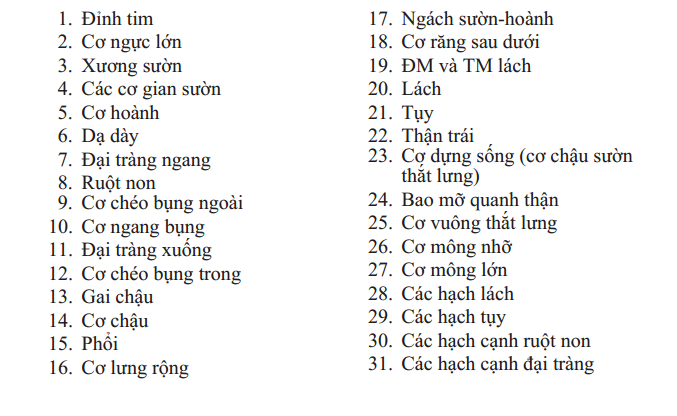 1. Đỉnh tim
2. Cơ ngực lớn
3. Xương sườn
4. Các cơ gian sườn
5. Cơ hoành
6. Dạ dày
7. Đại tràng ngang
8. Ruột non
9. Cơ chéo bụng ngoài
10. Cơ ngang bụng
11. Đại tràng xuống
12. Cơ chéo bụng trong
13. Gai chậu
14. Cơ chậu
15. Phổi
16. Cơ lưng rộng
17. Ngách sườn-hoành
18. Cơ răng sau dưới
19. ĐM và TM lách
20. Lách
21. Tụy
22. Thận trái
23. Cợ dựng sống (cơ chậu sườn
thắt lưng)
24. Bao mỡ quanh thận
25. Cơ vuông thắt lưng
26. Cơ mông nhỡ
27. Cơ mông lớn
28. Các hạch lách
29. Các hạch tụy
30. Các hạch cạnh ruột non
31. Các hạch cạnh đại tràng